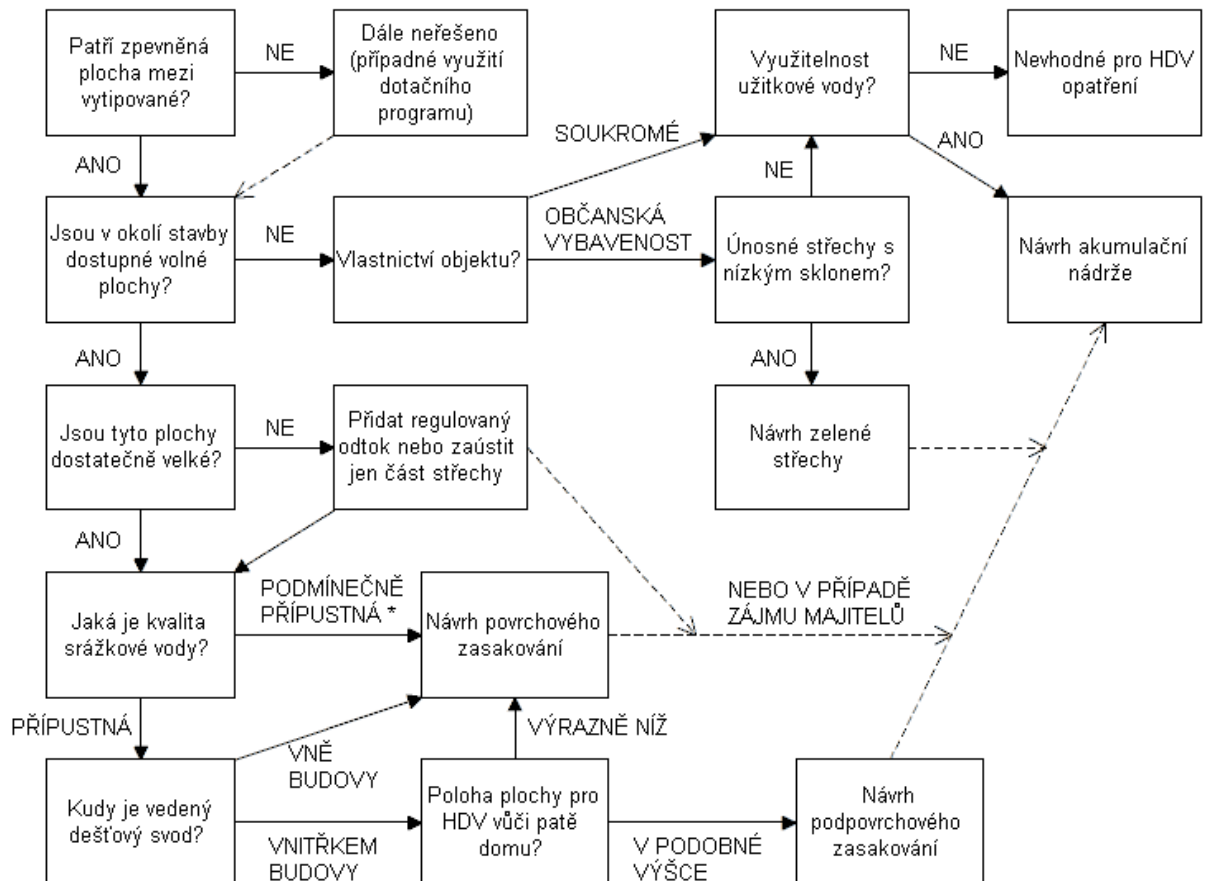 Patří zpevněná
plocha mezi
vytipované?
NE
Dále neřešeno
(případné využití
dotačního
programu)
Využitelnost
užitkové vody?
NE
Nevhodné pro HDV
opatření
ANO
SOUKROMÉ
ANO
NE
Jsou v okolí stavby
dostupné volné
plochy?
NE
Vlastnictví objektu?
OBČANSKÁ
VYBAVENOST
Únosné střechy s
nízkým sklonem?
Návrh akumulační
nádrže
ANO
ANO
Jsou tyto plochy
dostatečně velké?
NE
Přidat regulovaný
odtok nebo zaústit
jen část střechy
Návrh zelené
střechy
ANO
Jaká je kvalita
srážkové vody?
PODMÍNEČNĚ
PŘÍPUSTNÁ *
Návrh povrchového
zasakování
NEBO V PŘÍPADĚ
ZÁJMU MAJITELŮ
PŘÍPUSTNÁ
VNĚ
BUDOVY
VÝRAZNĚ NÍŽ
Kudy je vedený
dešťový svod?
VNITŘKEM
BUDOVY
Poloha plochy pro
HDV vůči patě
domu?
V PODOBNÉ
VÝŠCE
Návrh
podpovrchového
zasakování